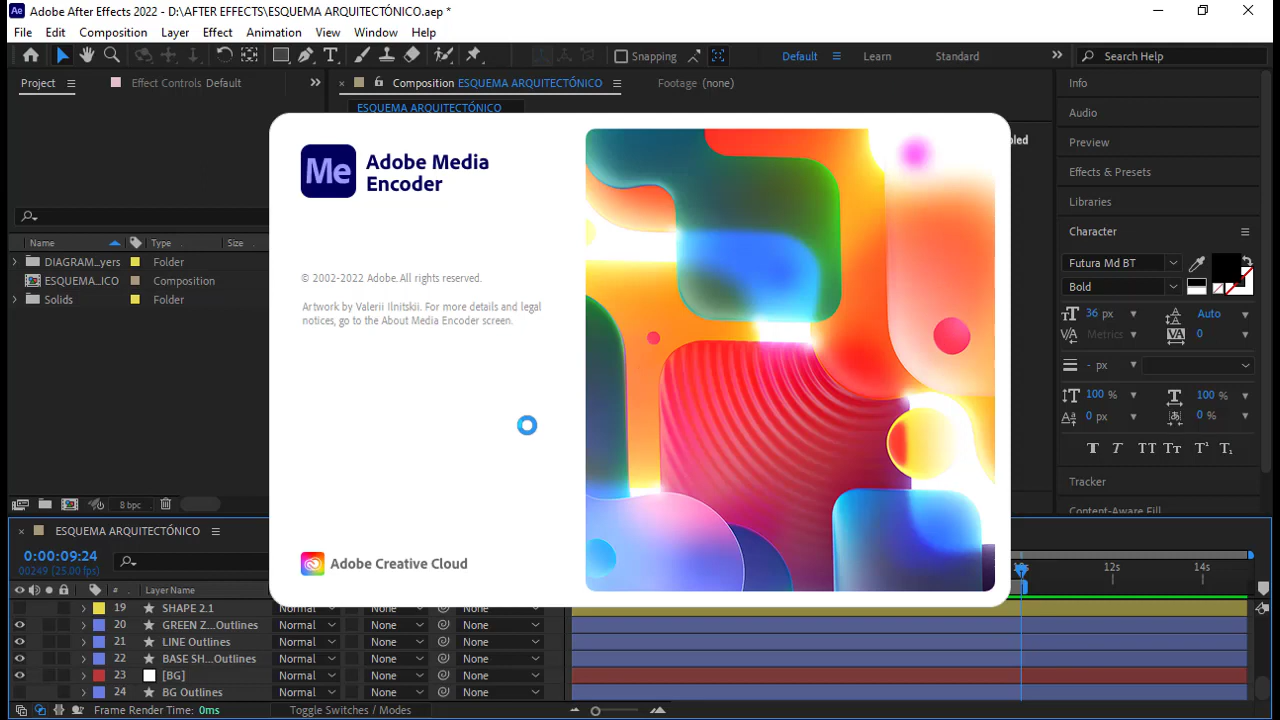 Ae Adobe After Effects 2022 - D:\AFTER EFFECTS\ESQUEMA ARQUITECTÓNICO.aep *
File Edit Composition Layer Effect Animation View Window Help
Snapping Default Learn Standard Search Help
Project Effect Controls Default Composition ESQUEMA ARQUITECTÓNICO Footage (none)
ESQUEMA ARQUITECTÓNICO
Info
Audio
Preview
Effects & Presets
Libraries
Character
Futura Md BT
Bold
36 px Auto
Metrics 0
- px
100 % 100 %
0 px 0 %
T T TT Tт T¹ T₁
Tracker
Content-Aware Fill
Name Type Size
DIAGRAM...yers Folder
ESQUEMA...ICO Composition
Solids Folder
8 bpc
Me Adobe Media
Encoder
© 2002-2022 Adobe. All rights reserved.
Artwork by Valerii Ilnitskii. For more details and legal
notices, go to the About Media Encoder screen.
Adobe Creative Cloud
ESQUEMA ARQUITECTÓNICO
0:00:09:24
00249 (25.00 fps)
12s 14s
# Layer Name
19 SHAPE 2.1 Normal None None
20 GREEN Z...Outlines Normal None None
21 LINE Outlines Normal None None
22 BASE SH...Outlines Normal None None
23 [BG] Normal None None
24 BG Outlines Normal None None
Frame Render Time: 0ms Toggle Switches / Modes